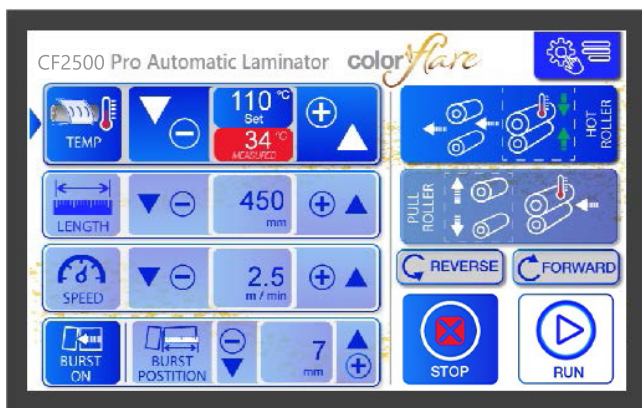 CF2500 Pro Automatic Laminator colorflare
TEMP
110 °C
Set
34 °C
MEASURED
HOT
ROLLER
LENGTH
450
mm
PULL
ROLLER
SPEED
2.5
m / min
REVERSE
FORWARD
BURST
ON
BURST
POSTITION
7
mm
STOP
RUN